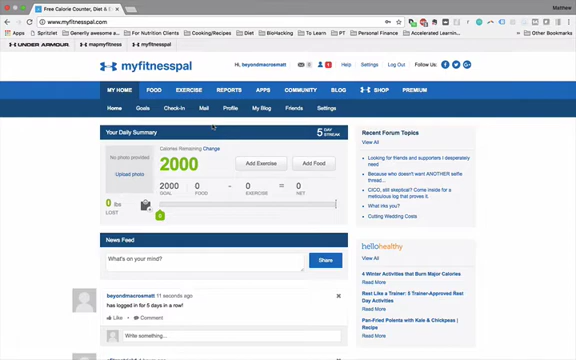 Free Calorie Counter, Diet & E
Matthew
www.myfitnesspal.com
Apps Spritzlet Generally awesome a... For Nutrition Clients Cooking/Recipes Diet BioHacking To Learn TT PT Personal Finance Accelerated Learning... Other Bookmarks
UNDER ARMOUR mapmyfitness myfitnesspal
myfitnesspal
Hi, beyondmacrosmatt 1 Help Settings Log Out Follow Us:
MY HOME FOOD EXERCISE REPORTS APPS COMMUNITY BLOG SHOP PREMIUM
Home Goals Check-In Mail Profile My Blog Friends Settings
Your Daily Summary
5 DAY STREAK
No photo provided
Upload photo
Calories Remaining Change
2000
Add Exercise Add Food
2000 0 - 0 = 0
GOAL FOOD EXERCISE NET
0 lbs
LOST
0
News Feed
What's on your mind?
Share
beyondmacrosmatt 11 seconds ago
has logged in for 5 days in a row!
Like Comment
Write something...
Recent Forum Topics
View All
Looking for friends and supporters I desperately
need
Because who doesn't want ANOTHER selfie
thread...
CICO, still skeptical? Come inside for a
meticulous log that proves it.
What irks you?
Cutting Wedding Costs
hellohealthy
View All
4 Winter Activities that Burn Major Calories
Read More
Rest Like a Trainer: 5 Trainer-Approved Rest
Day Activities
Read More
Pan-Fried Polenta with Kale & Chickpeas |
Recipe
Read More